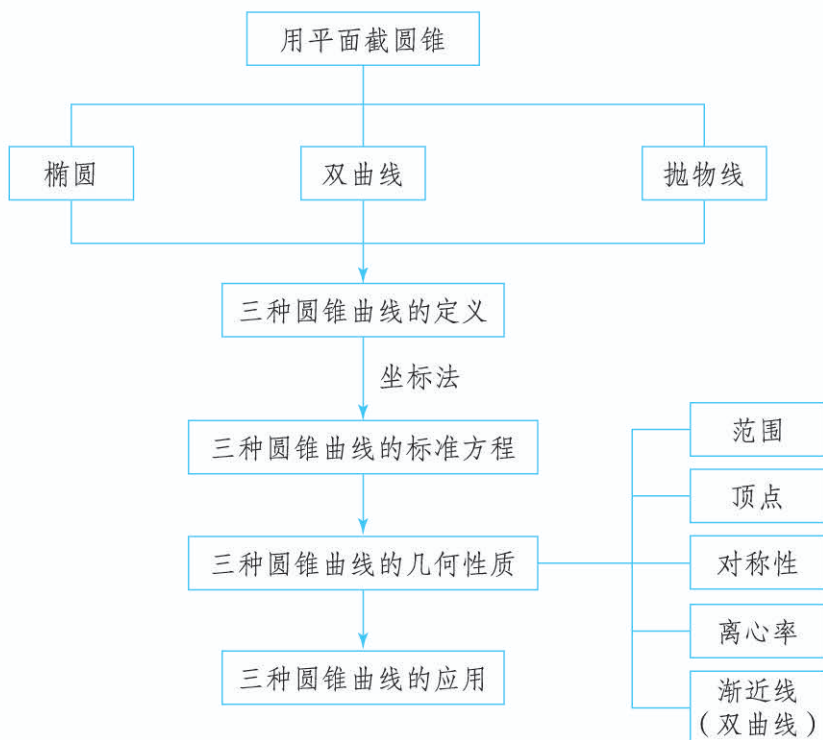 用平面截圆锥
椭圆
双曲线
抛物线
三种圆锥曲线的定义
坐标法
三种圆锥曲线的标准方程
三种圆锥曲线的几何性质
三种圆锥曲线的应用
范围
顶点
对称性
离心率
渐近线
（双曲线）